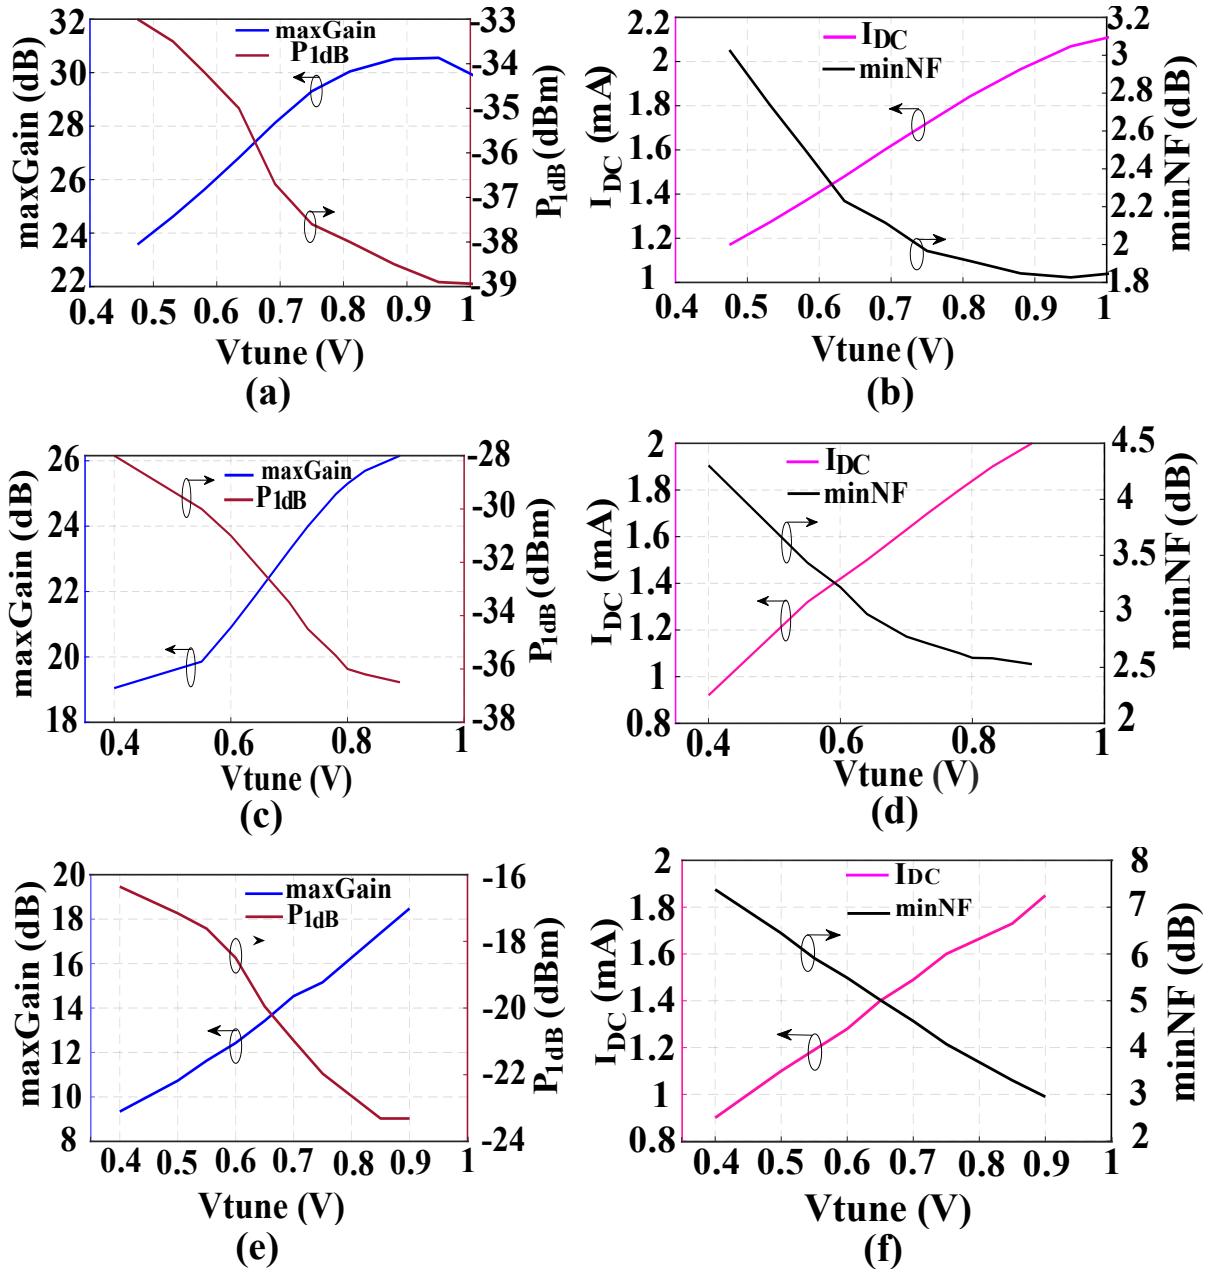 maxGain
P1dB
32
30
28
26
24
22
maxGain (dB)
-33
-34
-35
-36
-37
-38
-39
P1dB (dBm)
0.4 0.5 0.6 0.7 0.8 0.9 1
Vtune (V)
(a)
IDC
minNF
2.2
2
1.8
1.6
1.4
1.2
1
IDC (mA)
3.2
3
2.8
2.6
2.4
2.2
2
1.8
minNF (dB)
0.4 0.5 0.6 0.7 0.8 0.9 1
Vtune (V)
(b)
maxGain
P1dB
26
24
22
20
18
maxGain (dB)
-28
-30
-32
-34
-36
-38
P1dB (dBm)
0.4 0.6 0.8 1
Vtune (V)
(c)
IDC
minNF
2
1.8
1.6
1.4
1.2
1
0.8
IDC (mA)
4.5
4
3.5
3
2.5
2
minNF (dB)
0.4 0.6 0.8 1
Vtune (V)
(d)
maxGain
P1dB
20
18
16
14
12
10
8
maxGain (dB)
-16
-18
-20
-22
-24
P1dB (dBm)
0.4 0.5 0.6 0.7 0.8 0.9 1
Vtune (V)
(e)
IDC
minNF
2
1.8
1.6
1.4
1.2
1
0.8
IDC (mA)
8
7
6
5
4
3
2
minNF (dB)
0.4 0.5 0.6 0.7 0.8 0.9 1
Vtune (V)
(f)